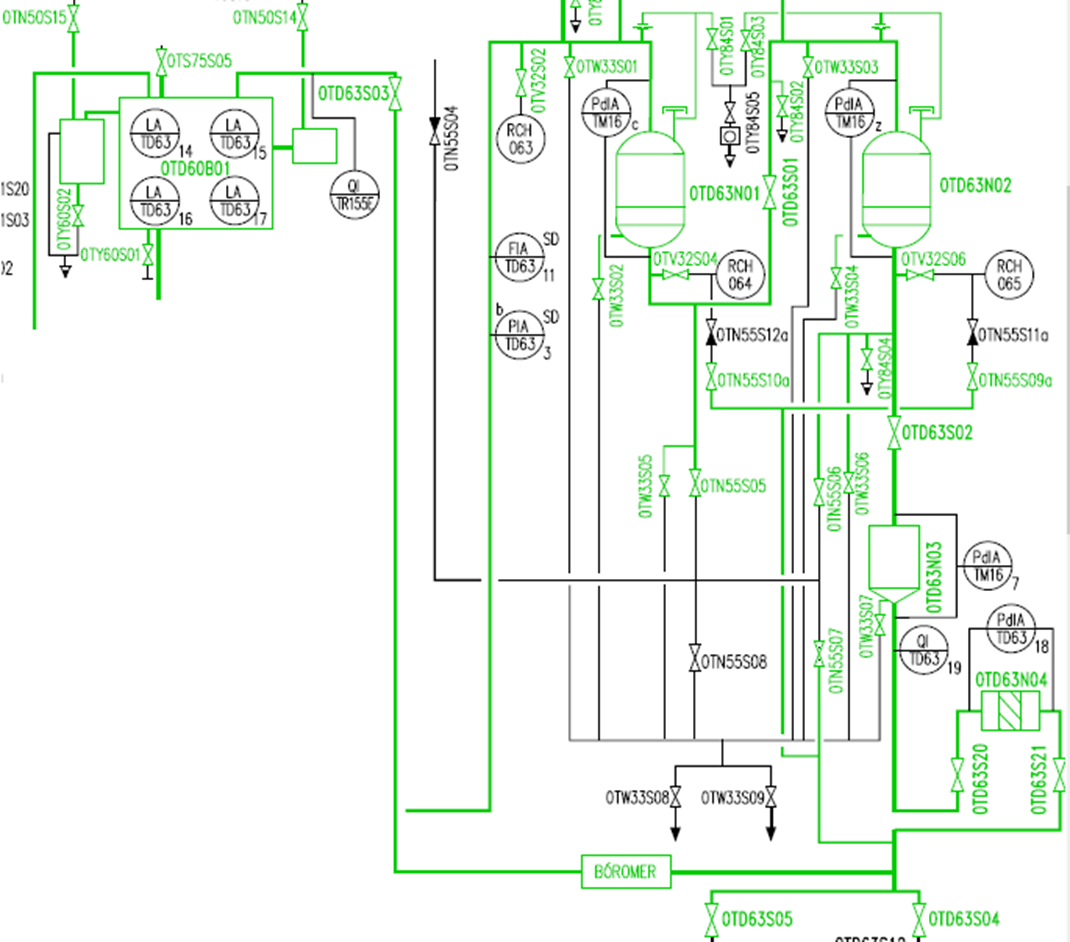 0TN50S15
0TN50S14
0TY8
0TS75S05
0TD63S03
0TN55S04
0TV32S02
RCH
063
0TW33S01
PdIA
TM16
c
0TY84S01
0TY84S03
0TY84S05
0TY84S02
0TW33S03
PdIA
TM16
z
LA
TD63
14
LA
TD63
15
0TD60B01
LA
TD63
16
LA
TD63
17
1S20
1S03
02
0TY60S02
0TY60S01
QI
TR155E
0TD63N01
0TD63S01
0TD63N02
FIA
TD63
SD
11
b
PIA
TD63
SD
3
0TW33S02
0TV32S04
RCH
064
0TW33S04
0TV32S06
RCH
065
0TN55S12a
0TN55S10a
0TY84S04
0TN55S11a
0TN55S09a
0TD63S02
0TW33S05
0TN55S05
0TN55S06
0TW33S06
0TD63N03
PdIA
TM16
7
0TW33S07
QI
TD63
19
PdIA
TD63
18
0TN55S08
0TN55S07
0TD63N04
0TD63S20
0TD63S21
0TW33S08
0TW33S09
BÓROMER
0TD63S05
0TD63S04